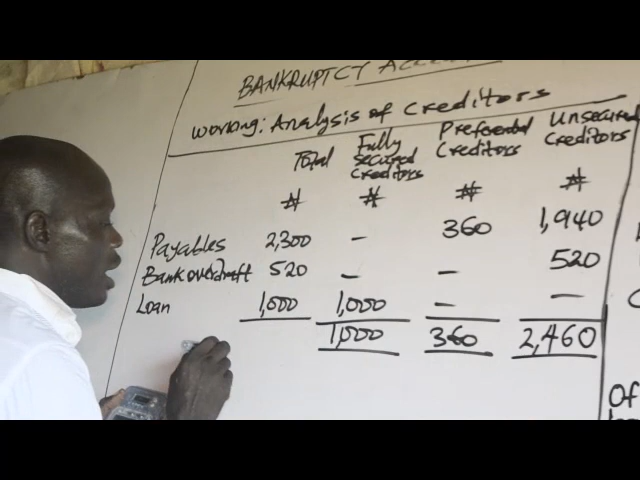 BANKRUPTCY
Working: Analysis of Creditors
Total Fully secured creditors Preferential Creditors Unsecured Creditors
₦ ₦ ₦ ₦
Payables 2,300 – 360 1,940
Bank overdraft 520 – – 520
Loan 1,000 1,000 – –
1,000 360 2,460
Of